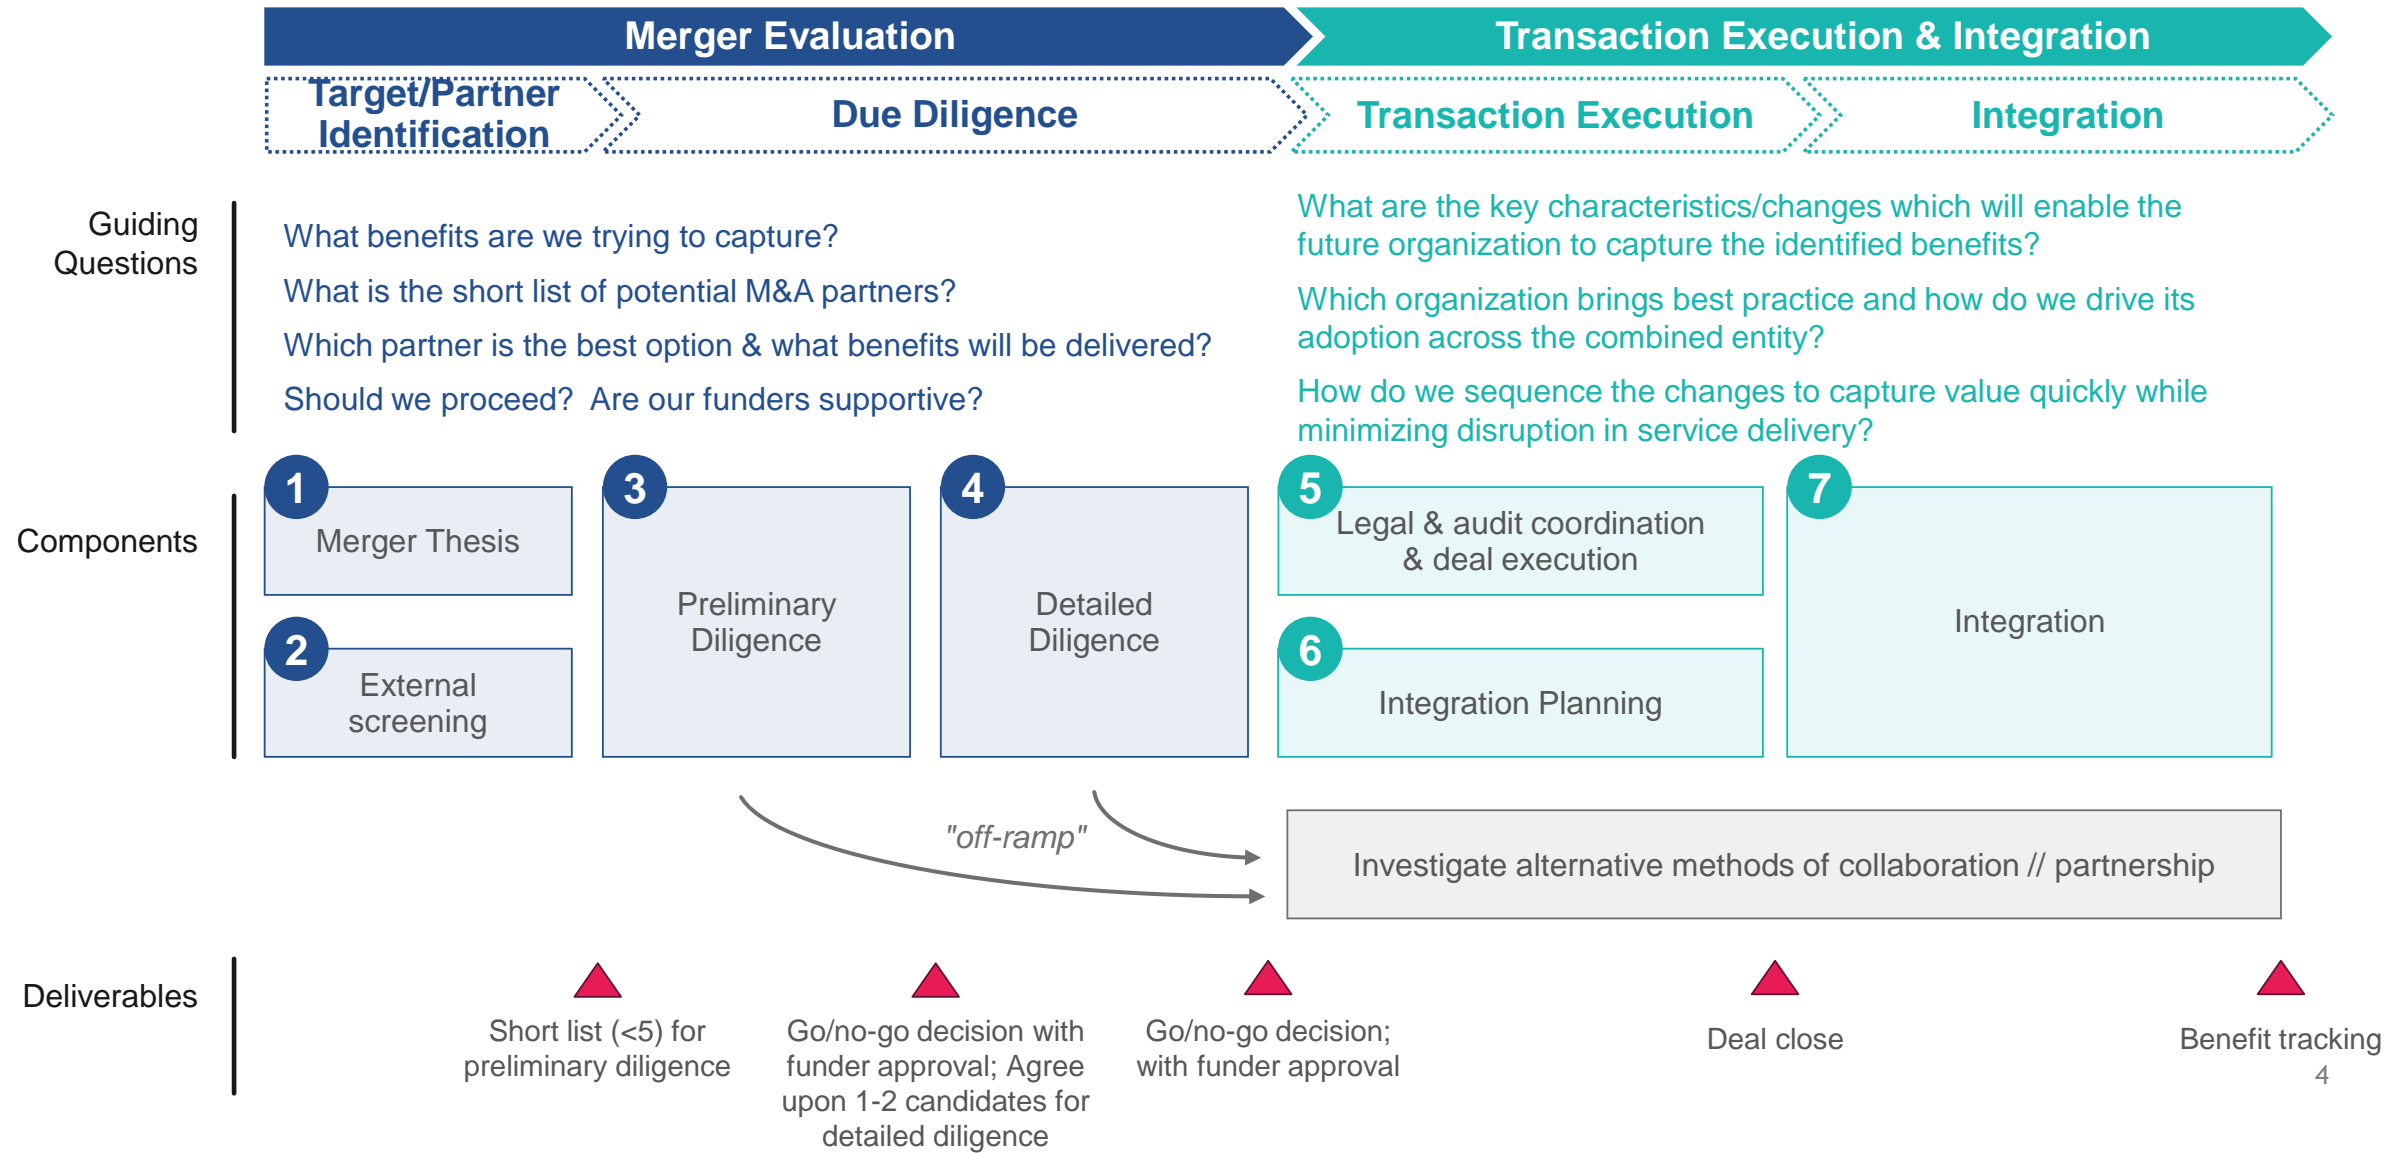 Merger Evaluation
Transaction Execution & Integration
Target/Partner
Identification
Due Diligence
Transaction Execution
Integration
Guiding
Questions
What benefits are we trying to capture?
What is the short list of potential M&A partners?
Which partner is the best option & what benefits will be delivered?
Should we proceed?  Are our funders supportive?
What are the key characteristics/changes which will enable the
future organization to capture the identified benefits?
Which organization brings best practice and how do we drive its
adoption across the combined entity?
How do we sequence the changes to capture value quickly while
minimizing disruption in service delivery?
Components
1
Merger Thesis
2
External
screening
3
Preliminary
Diligence
4
Detailed
Diligence
5
Legal & audit coordination
& deal execution
6
Integration Planning
7
Integration
"off-ramp"
Investigate alternative methods of collaboration // partnership
Deliverables
Short list (<5) for
preliminary diligence
Go/no-go decision with
funder approval; Agree
upon 1-2 candidates for
detailed diligence
Go/no-go decision;
with funder approval
Deal close
Benefit tracking
4